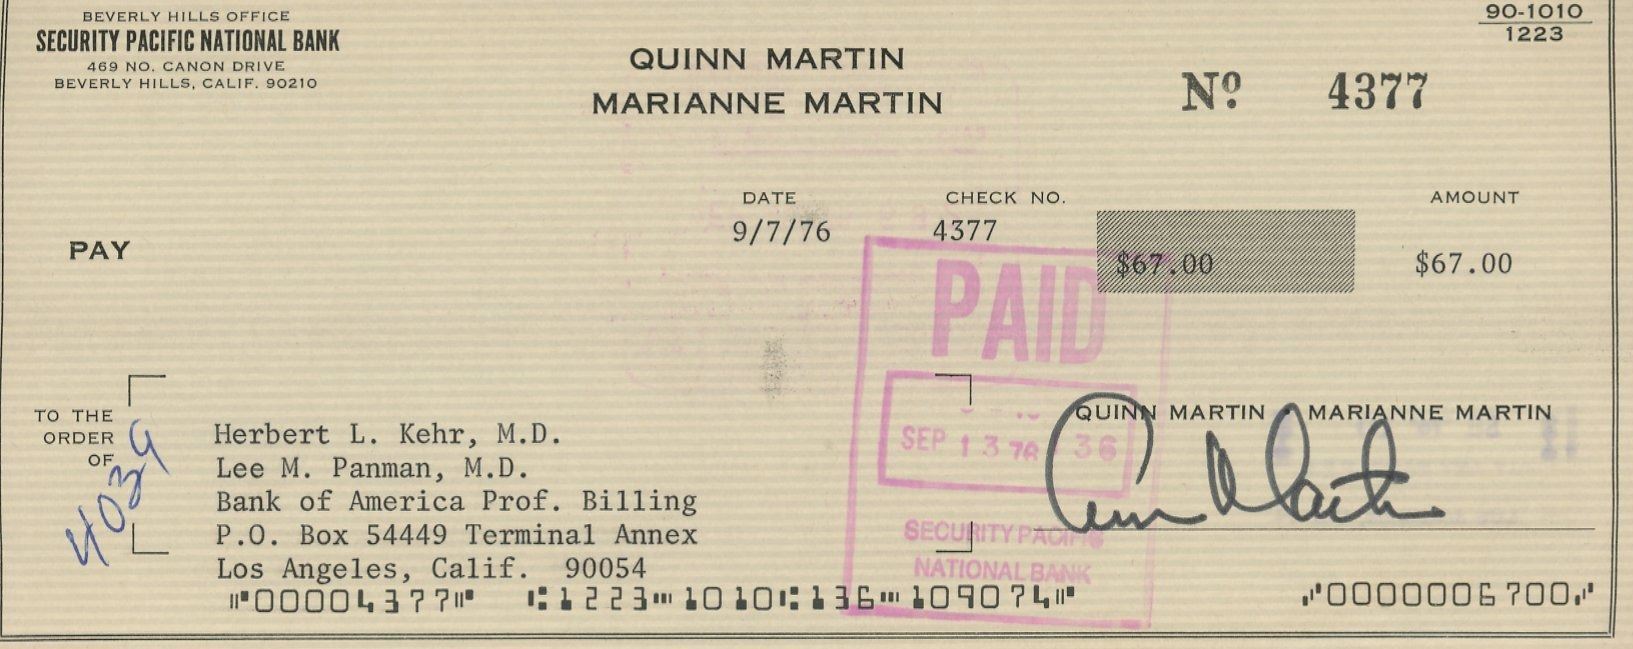 BEVERLY HILLS OFFICE
SECURITY PACIFIC NATIONAL BANK
469 NO. CANON DRIVE
BEVERLY HILLS, CALIF. 90210
QUINN MARTIN
MARIANNE MARTIN
90-1010
1223
Nº 4377
DATE CHECK NO. AMOUNT
9/7/76 4377 $67.00 $67.00
PAY
PAID
SEP 13 76 136
SECURITY PACIFIC
NATIONAL BANK
TO THE
ORDER
OF
4039
Herbert L. Kehr, M.D.
Lee M. Panman, M.D.
Bank of America Prof. Billing
P.O. Box 54449 Terminal Annex
Los Angeles, Calif. 90054
QUINN MARTIN • MARIANNE MARTIN
Quinn Martin
⑈00004377⑈ ⑆1223⑉1010⑆136⑉109074⑈ ⑇0000006700⑇